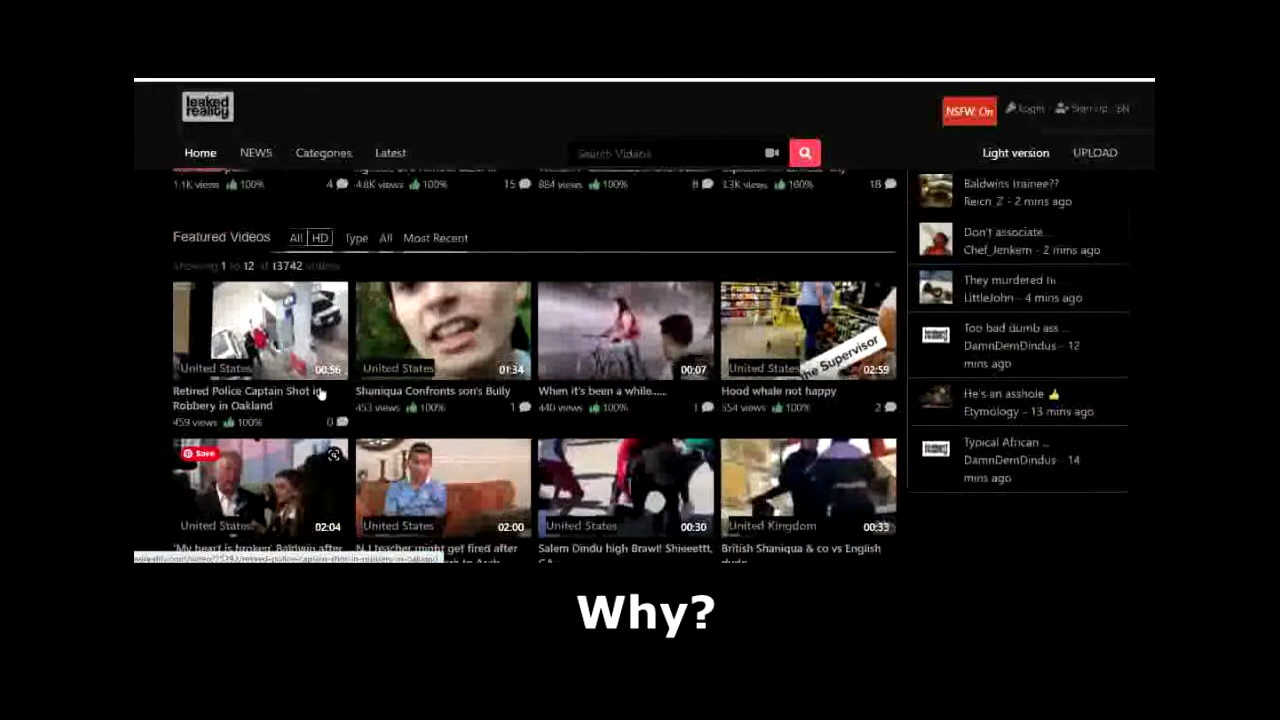 leaked
reality
NSFW: On
Login
Sign up
EN
Home
NEWS
Categories
Latest
Search Videos
Light version
UPLOAD
1.1K views 100% 4
4.8K views 100% 15
884 views 100% 8
3.3K views 100% 18
Featured Videos
All
HD
Type
All
Most Recent
Showing 1 to 12 of 13742 videos
United States
00:56
Retired Police Captain Shot in
Robbery in Oakland
459 views 100% 0
United States
01:34
Shaniqua Confronts son's Bully
453 views 100% 1
00:07
When it's been a while.....
440 views 100% 1
he Supervisor
United States
02:59
Hood whale not happy
554 views 100% 2
Save
United States
02:04
'My heart is broken' Baldwin after
United States
02:00
NJ teacher might get fired after
United States
00:30
Salem Dindu high Brawl! Sheeettt,
United Kingdom
00:33
British Shaniqua & co vs English
Baldwins trainee??
Reich Z - 2 mins ago
Don't associate...
Chef_Jenkem - 2 mins ago
They murdered
LittleJohn - 4 mins ago
Too bad dumb ass ...
DamnDemDindus - 12
mins ago
He's an asshole 👍
Etymology - 13 mins ago
Typical African ...
DamnDemDindus - 14
mins ago
Why?